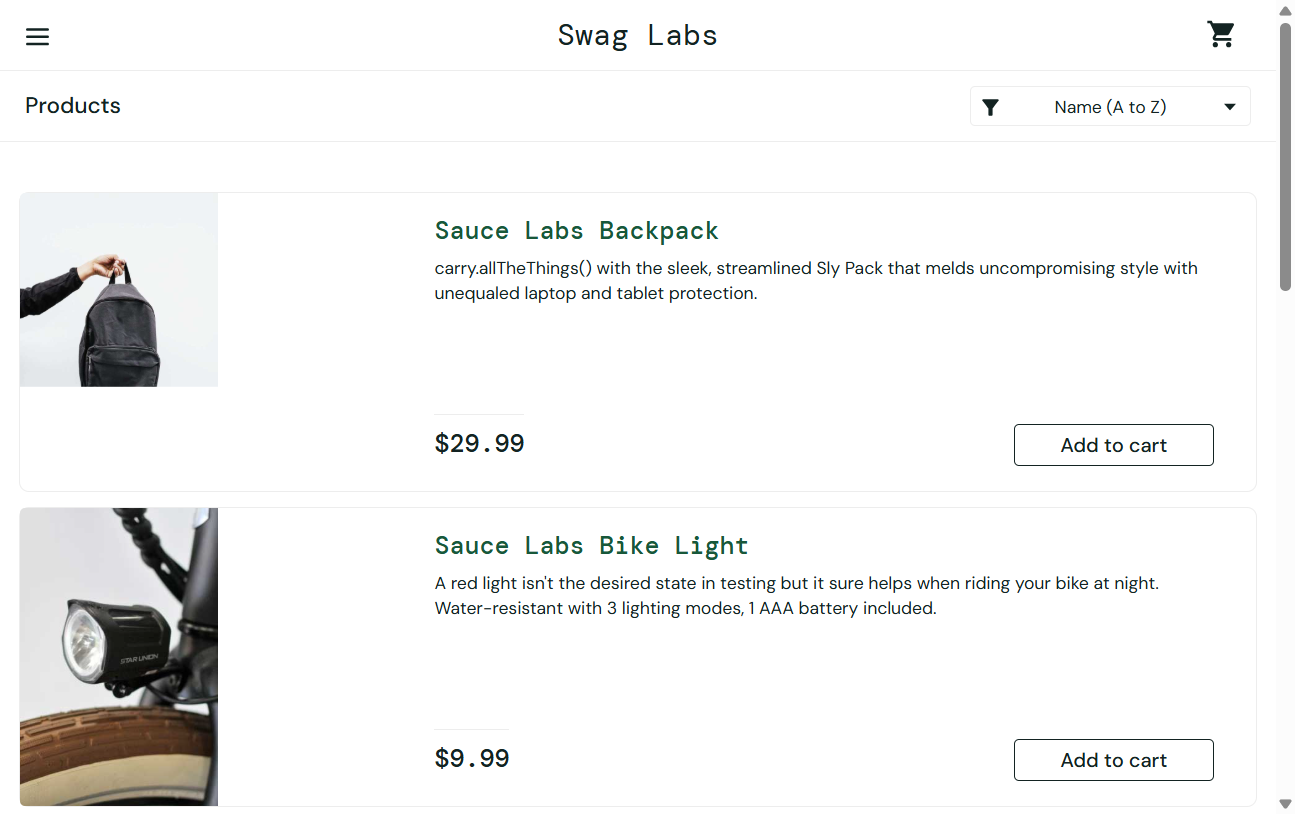 Swag Labs
Products
Name (A to Z)
Sauce Labs Backpack
carry.allTheThings() with the sleek, streamlined Sly Pack that melds uncompromising style with
unequaled laptop and tablet protection.
$29.99
Add to cart
Sauce Labs Bike Light
A red light isn't the desired state in testing but it sure helps when riding your bike at night.
Water-resistant with 3 lighting modes, 1 AAA battery included.
STAR UNION
$9.99
Add to cart